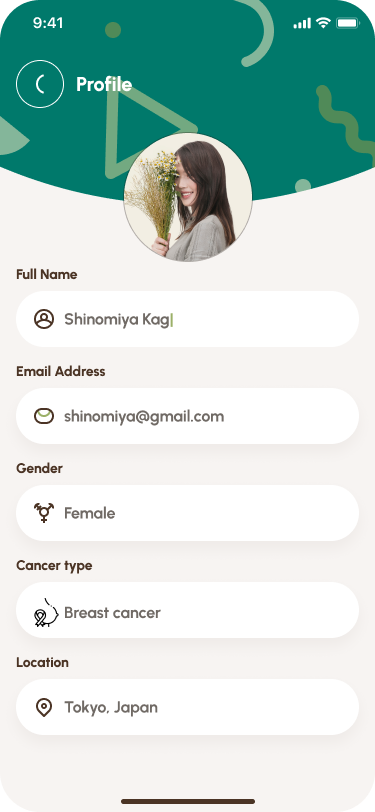 9:41
Profile
Full Name
Shinomiya Kag
Email Address
shinomiya@gmail.com
Gender
Female
Cancer type
Breast cancer
Location
Tokyo, Japan